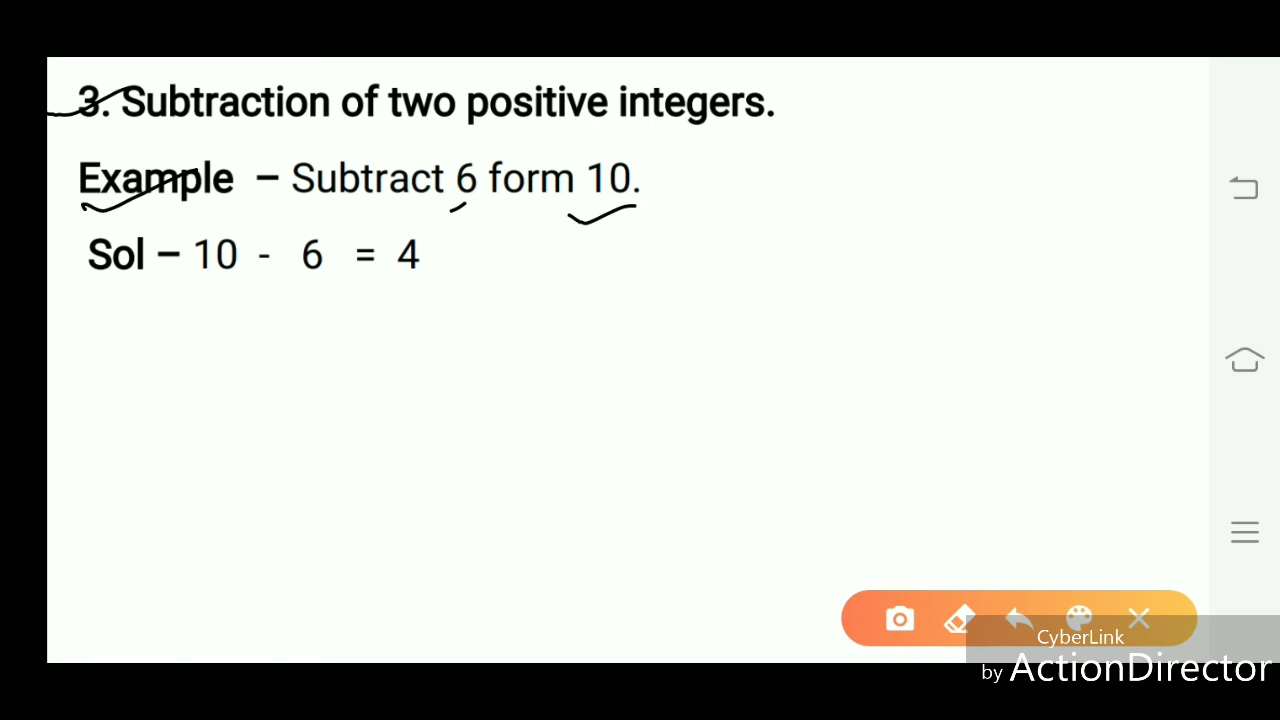 3. Subtraction of two positive integers.
Example – Subtract 6 form 10.
Sol – 10 - 6 = 4
CyberLink
by ActionDirector